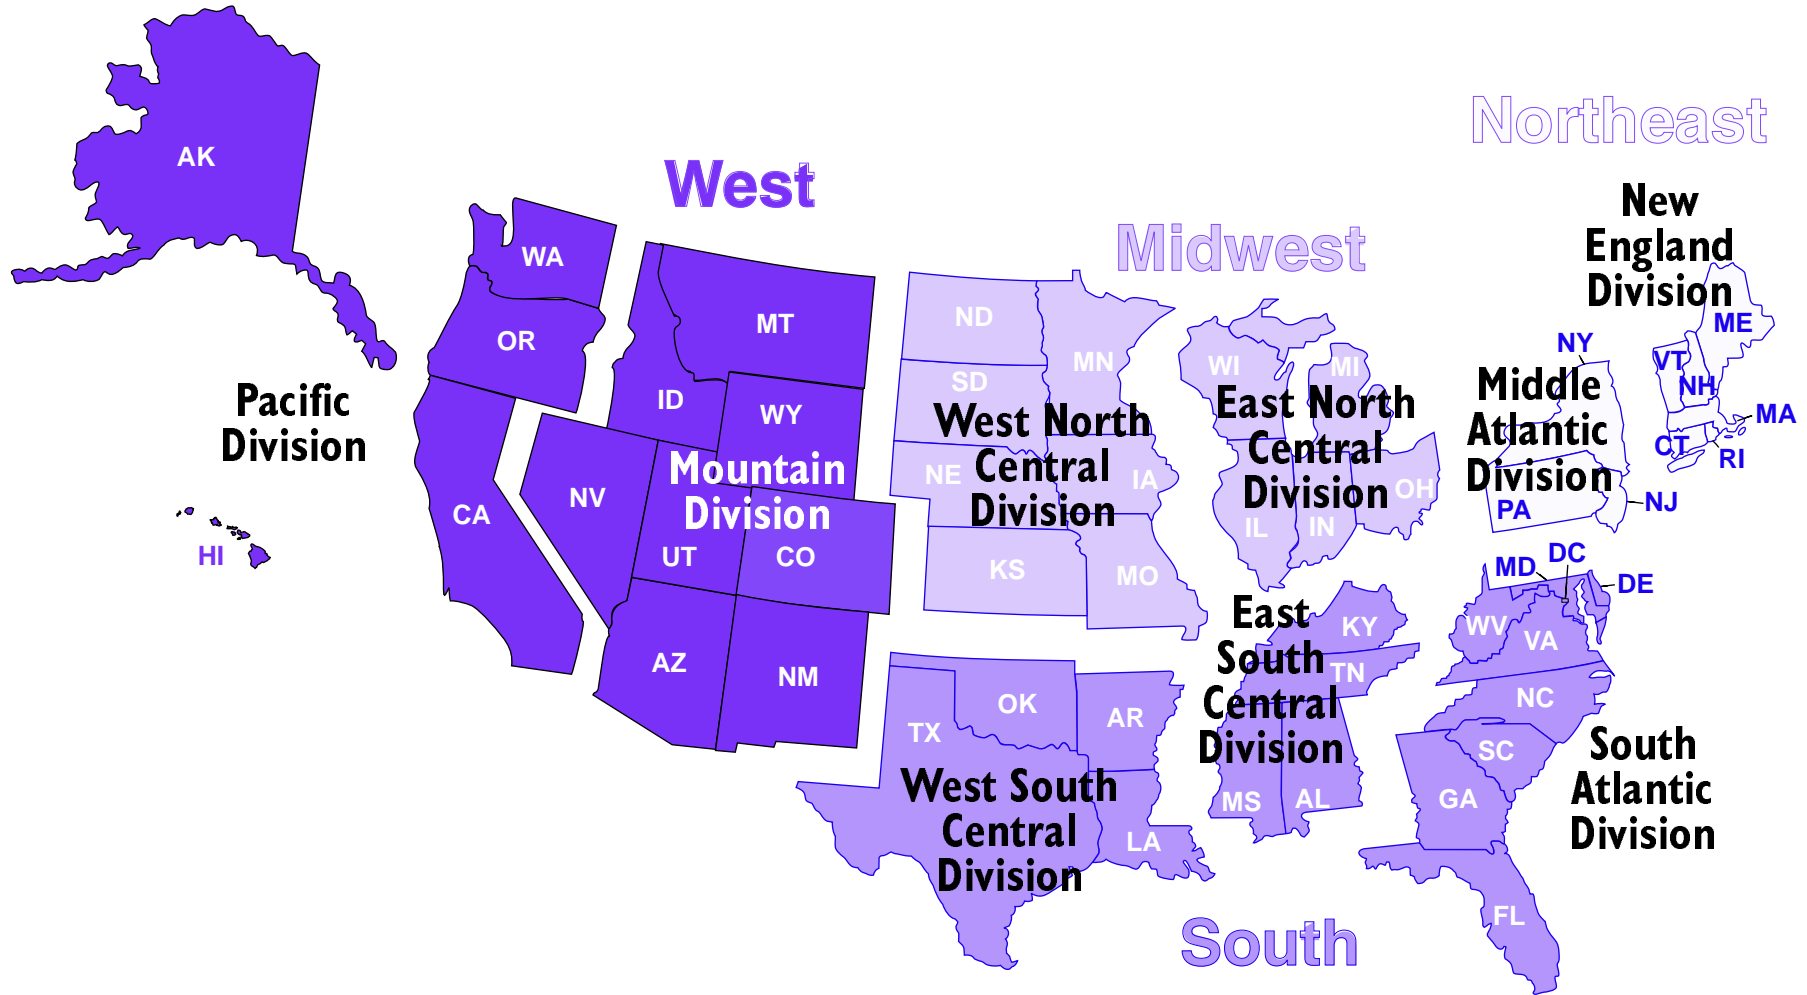 AK
West
Northeast
Midwest
New
England
Division
WA
OR
MT
ID
WY
ND
MN
SD
WI
MI
NY
ME
VT
NH
MA
CT
RI
Pacific
Division
Middle
Atlantic
Division
West North
Central
Division
East North
Central
Division
Mountain
Division
CA
NV
UT
CO
NE
IA
IL
IN
OH
PA
NJ
HI
KS
MO
MD
DC
DE
East
South
Central
Division
KY
TN
WV
VA
NC
AZ
NM
OK
TX
AR
SC
South
Atlantic
Division
West South
Central
Division
LA
MS
AL
GA
FL
South